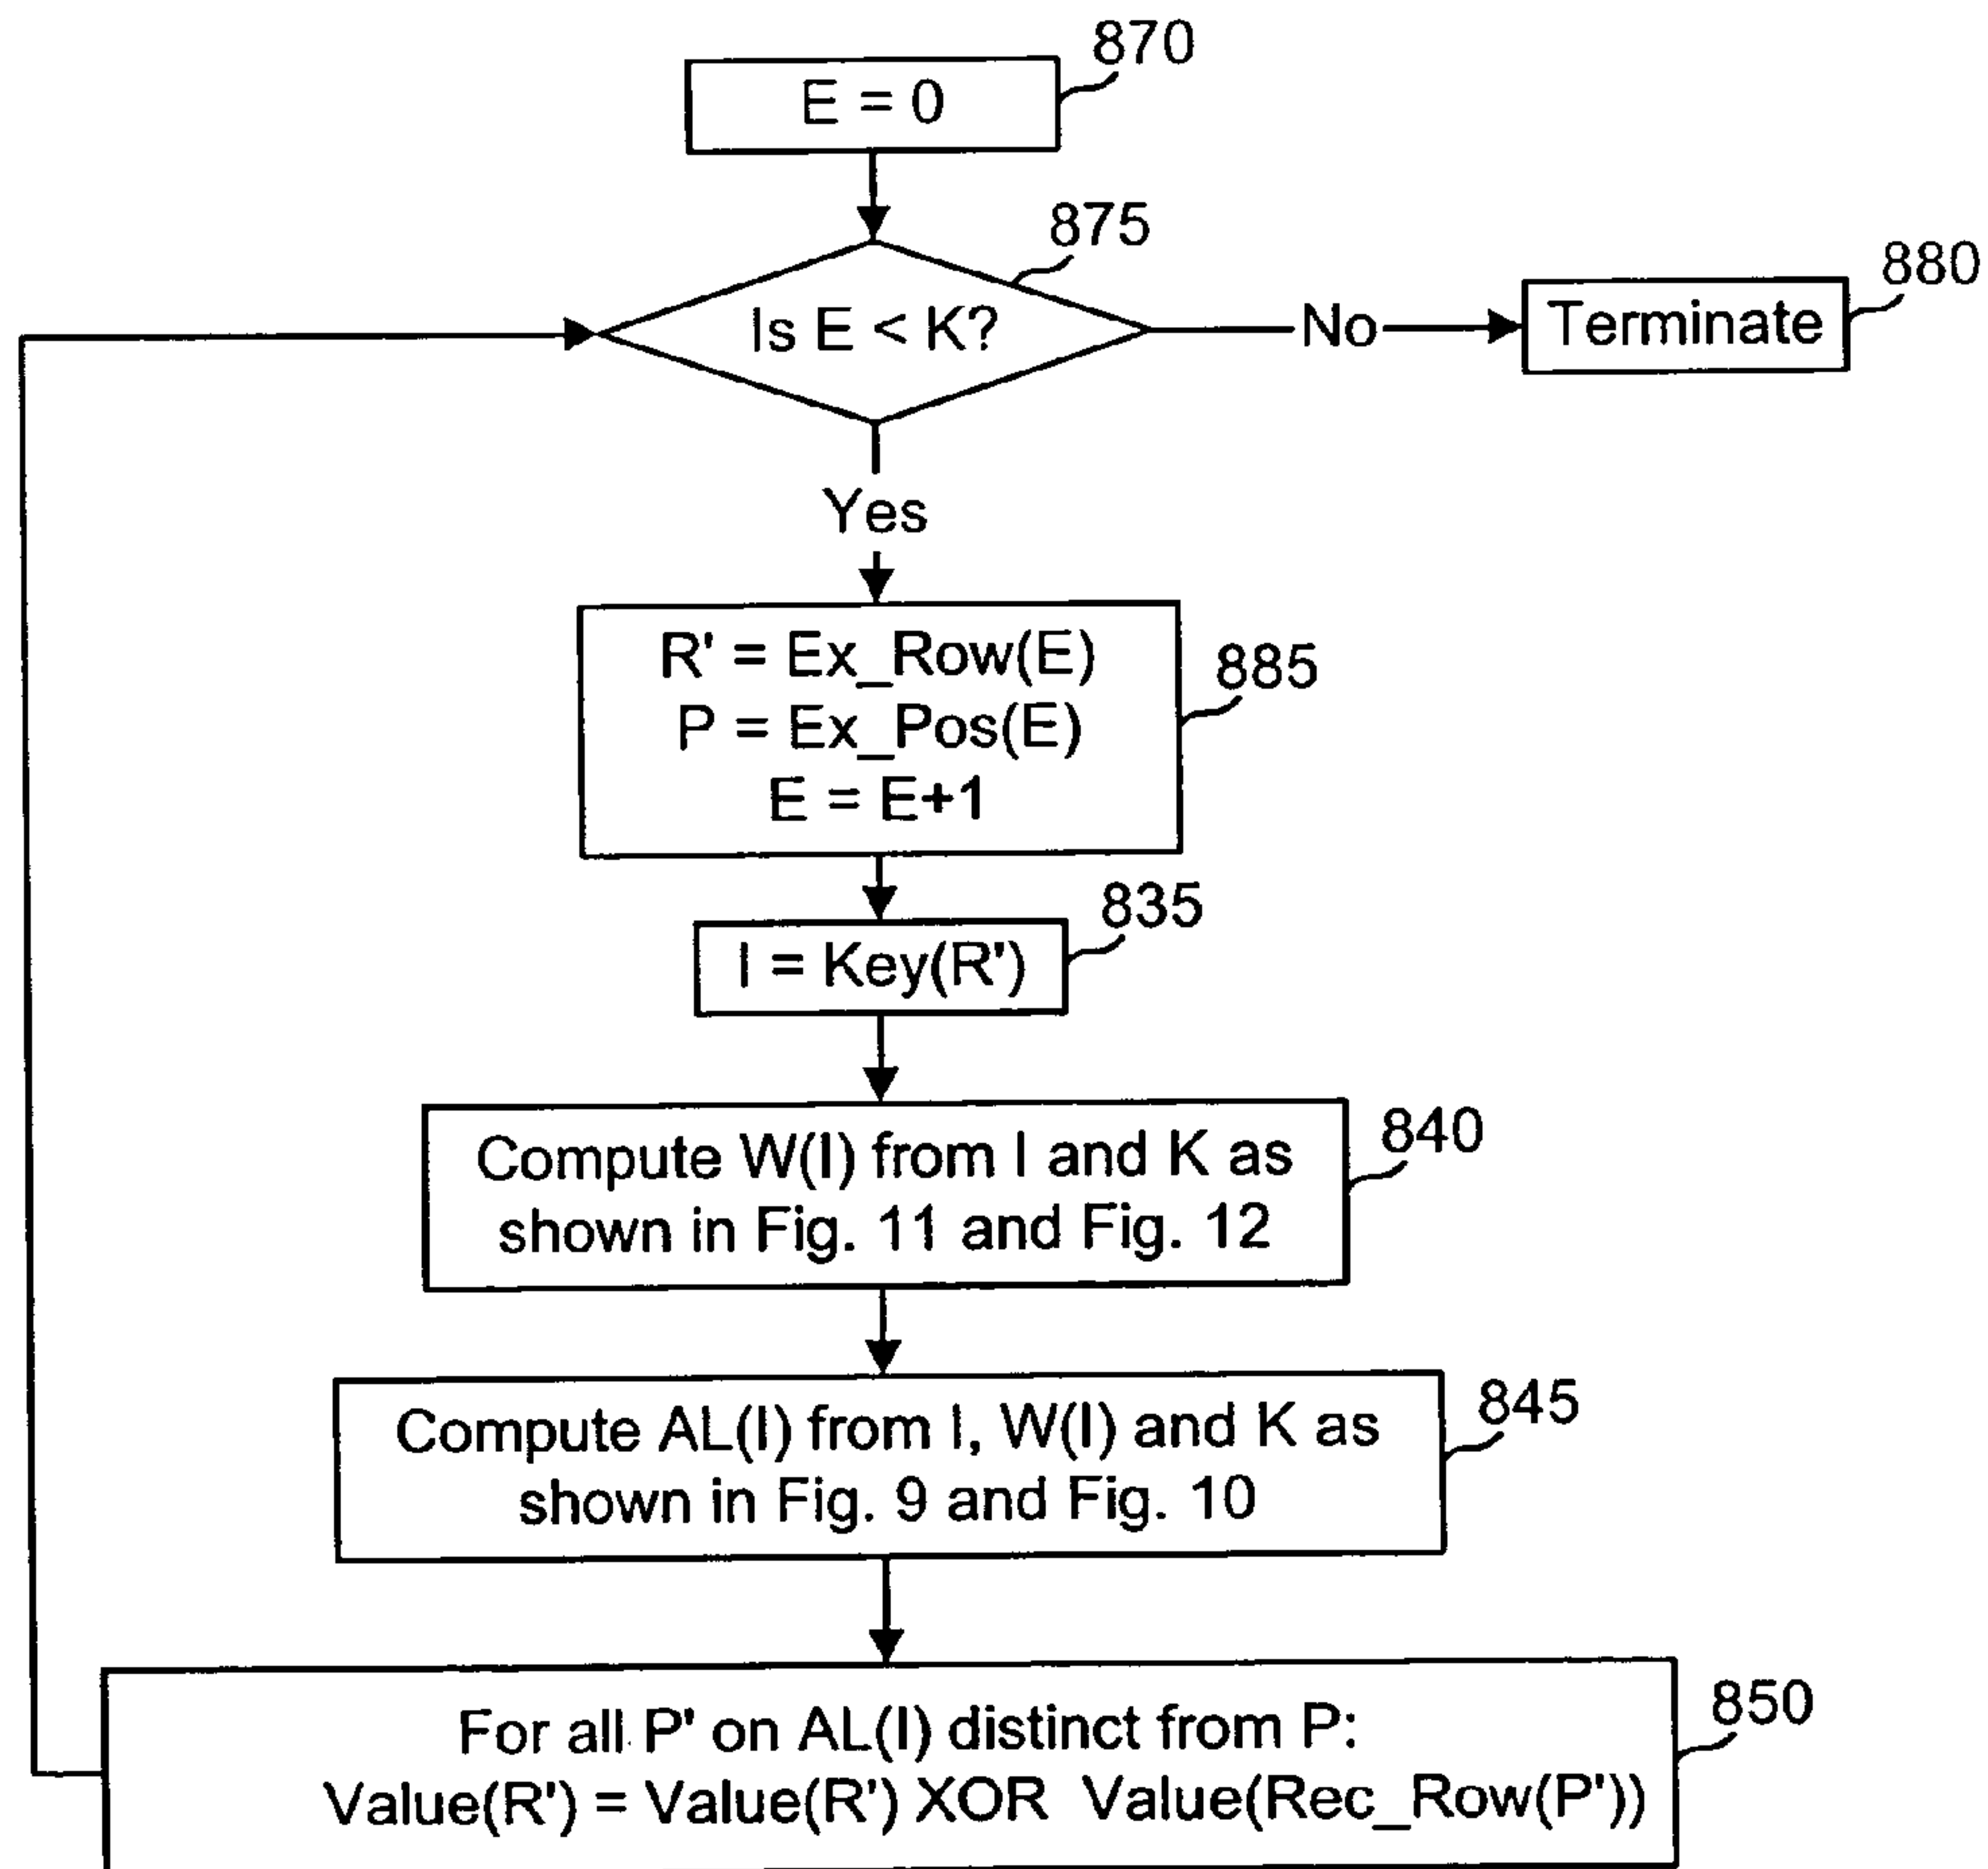 870
E = 0
875
880
Is E < K?
No
Terminate
Yes
R' = Ex_Row(E)
P = Ex_Pos(E)
E = E+1
885
835
I = Key(R')
840
Compute W(I) from I and K as
shown in Fig. 11 and Fig. 12
845
Compute AL(I) from I, W(I) and K as
shown in Fig. 9 and Fig. 10
850
For all P' on AL(I) distinct from P:
Value(R') = Value(R') XOR Value(Rec_Row(P'))